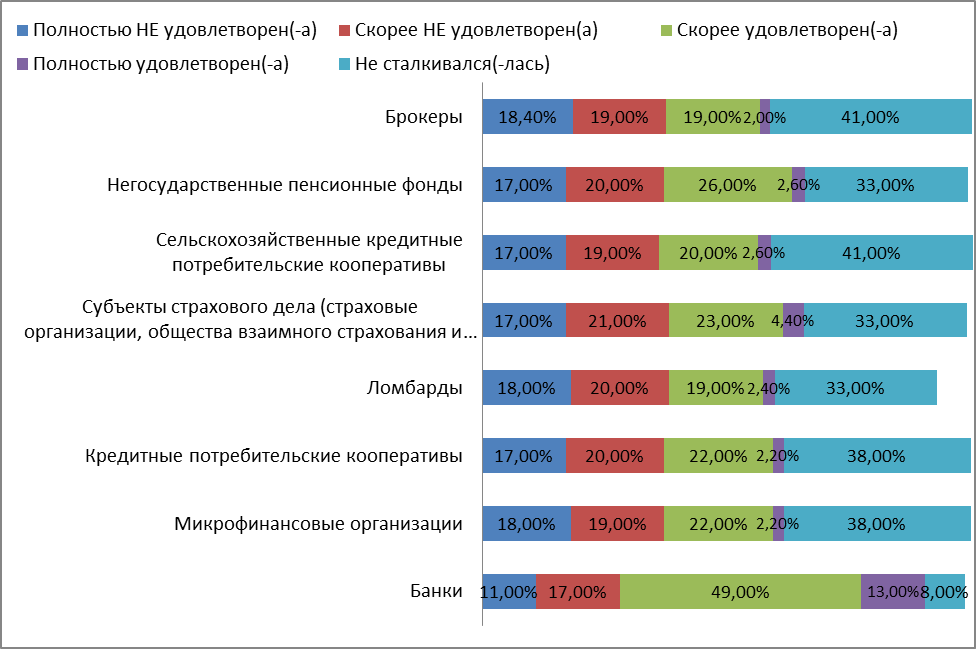 Полностью НЕ удовлетворен(-а) Скорее НЕ удовлетворен(а) Скорее удовлетворен(-а)
Полностью удовлетворен(-а) Не сталкивался(-лась)
Брокеры 18,40% 19,00% 19,00% 2,00% 41,00%
Негосударственные пенсионные фонды 17,00% 20,00% 26,00% 2,60% 33,00%
Сельскохозяйственные кредитные
потребительские кооперативы 17,00% 19,00% 20,00% 2,60% 41,00%
Субъекты страхового дела (страховые
организации, общества взаимного страхования и... 17,00% 21,00% 23,00% 4,40% 33,00%
Ломбарды 18,00% 20,00% 19,00% 2,40% 33,00%
Кредитные потребительские кооперативы 17,00% 20,00% 22,00% 2,20% 38,00%
Микрофинансовые организации 18,00% 19,00% 22,00% 2,20% 38,00%
Банки 11,00% 17,00% 49,00% 13,00% 8,00%